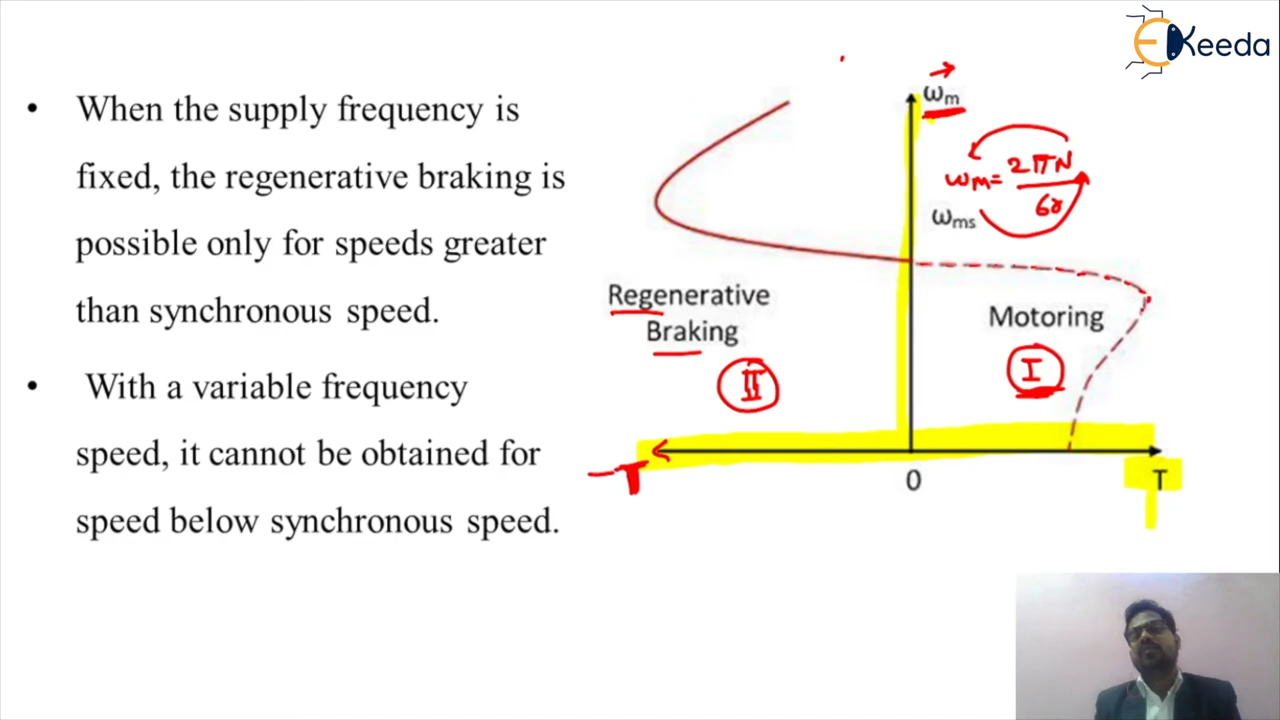 EKeeda
• When the supply frequency is
fixed, the regenerative braking is
possible only for speeds greater
than synchronous speed.
• With a variable frequency
speed, it cannot be obtained for
speed below synchronous speed.
ωm
ωm = 2πN
60
ωms
Regenerative
Braking
II
Motoring
I
-T
0
T